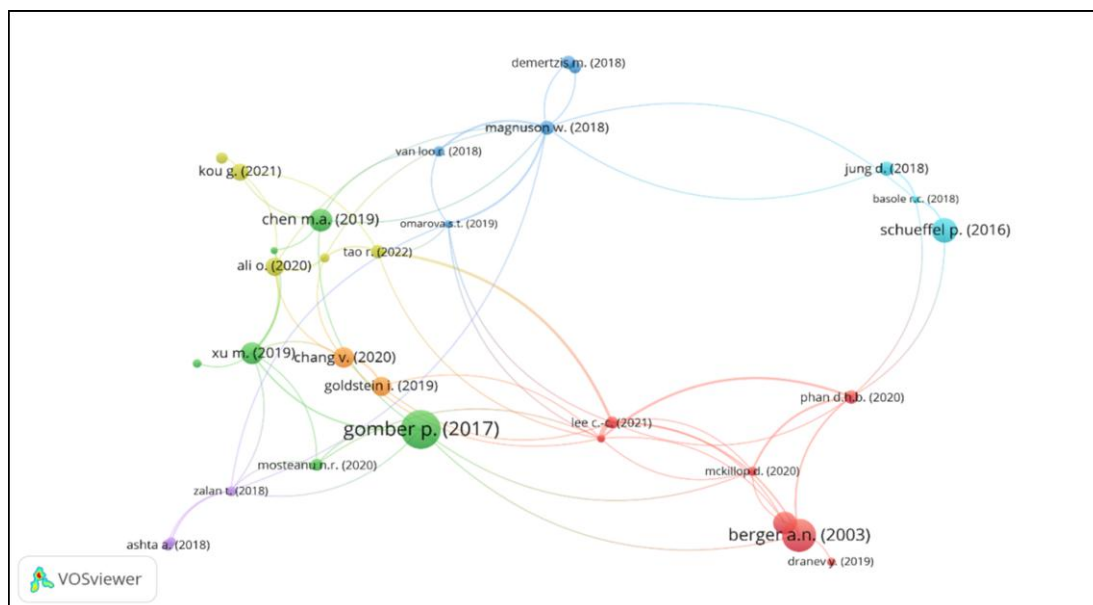 demertzis m. (2018)
magnuson w. (2018)
van loo r. (2018)
kou g. (2021)
jung d. (2018)
basole r.c. (2018)
chen m.a. (2019)
omarova s.t. (2019)
schueffel p. (2016)
tao r. (2022)
ali o. (2020)
xu m. (2019)
chang v. (2020)
goldstein i. (2019)
phan d.h.b. (2020)
lee c.-c. (2021)
gomber p. (2017)
mosteanu n.r. (2020)
mckillop d. (2020)
zalan t. (2018)
berger a.n. (2003)
ashta a. (2018)
dranev y. (2019)
VOSviewer